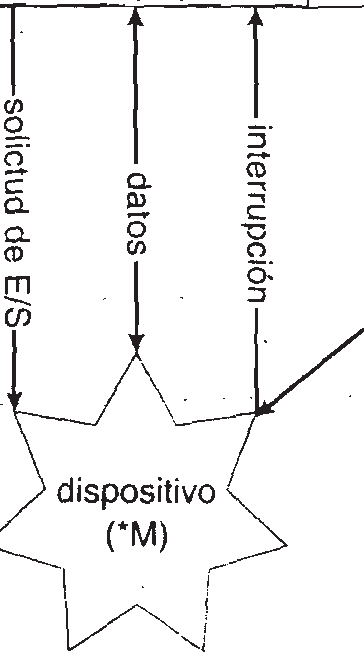 solictud de E/S
datos
interrupción
dispositivo
(*M)